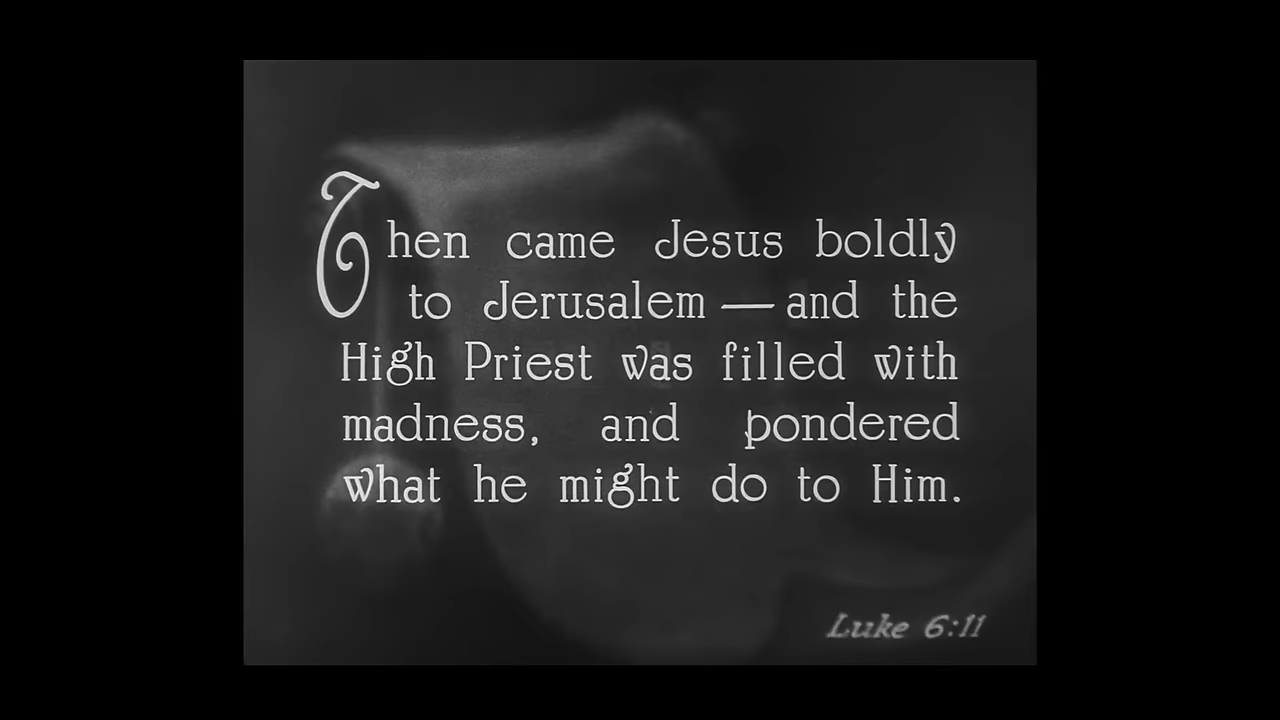 Then came Jesus boldly
to Jerusalem — and the
High Priest was filled with
madness, and pondered
what he might do to Him.
Luke 6:11